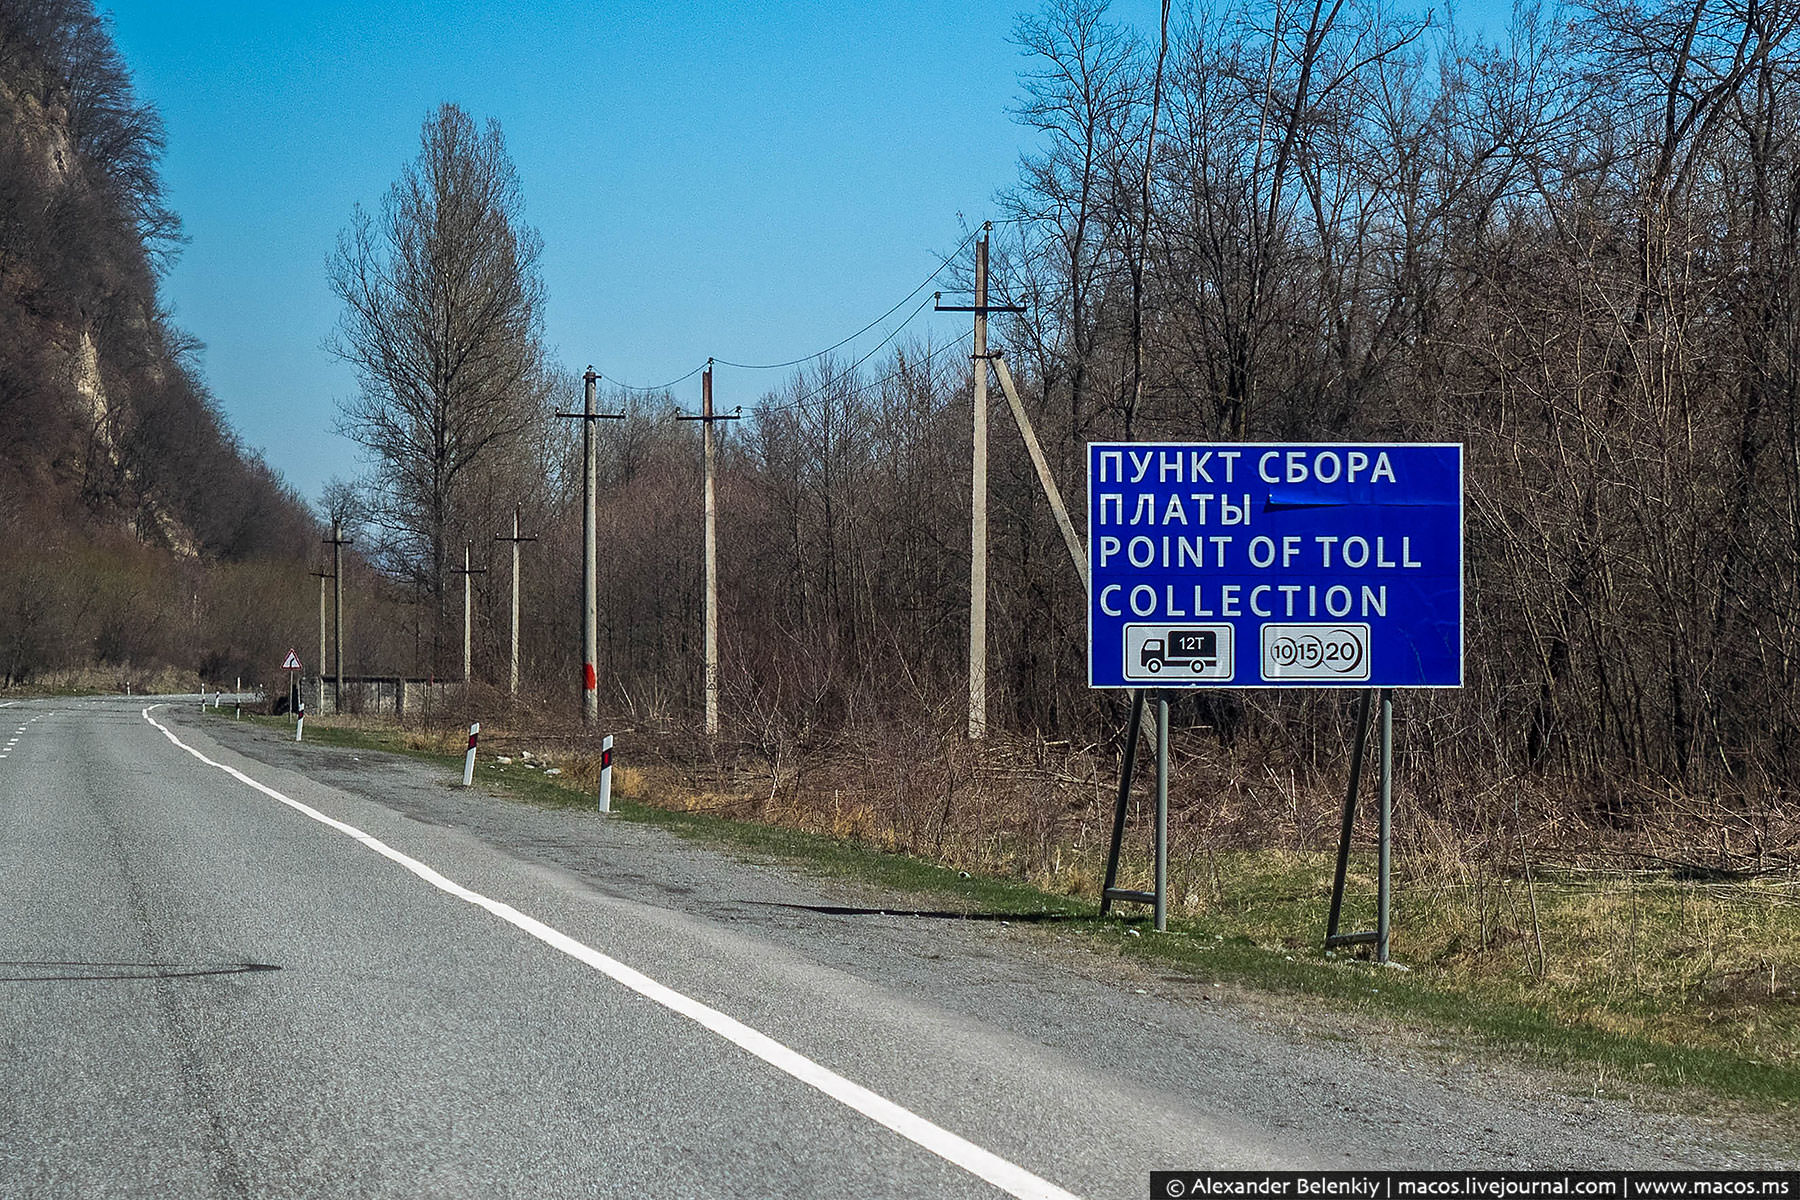 ПУНКТ СБОРА
ПЛАТЫ
POINT OF TOLL
COLLECTION
12T
10 15 20
© Alexander Belenkiy | macos.livejournal.com | www.macos.ms